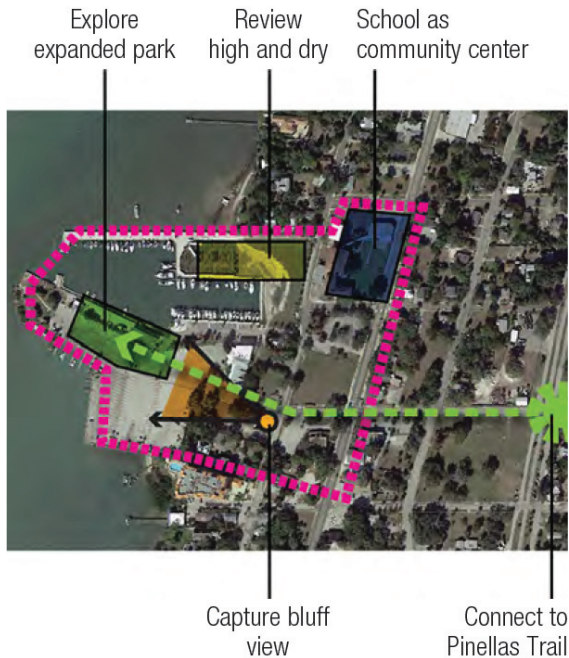 Explore
expanded park
Review
high and dry
School as
community center
Capture bluff
view
Connect to
Pinellas Trail